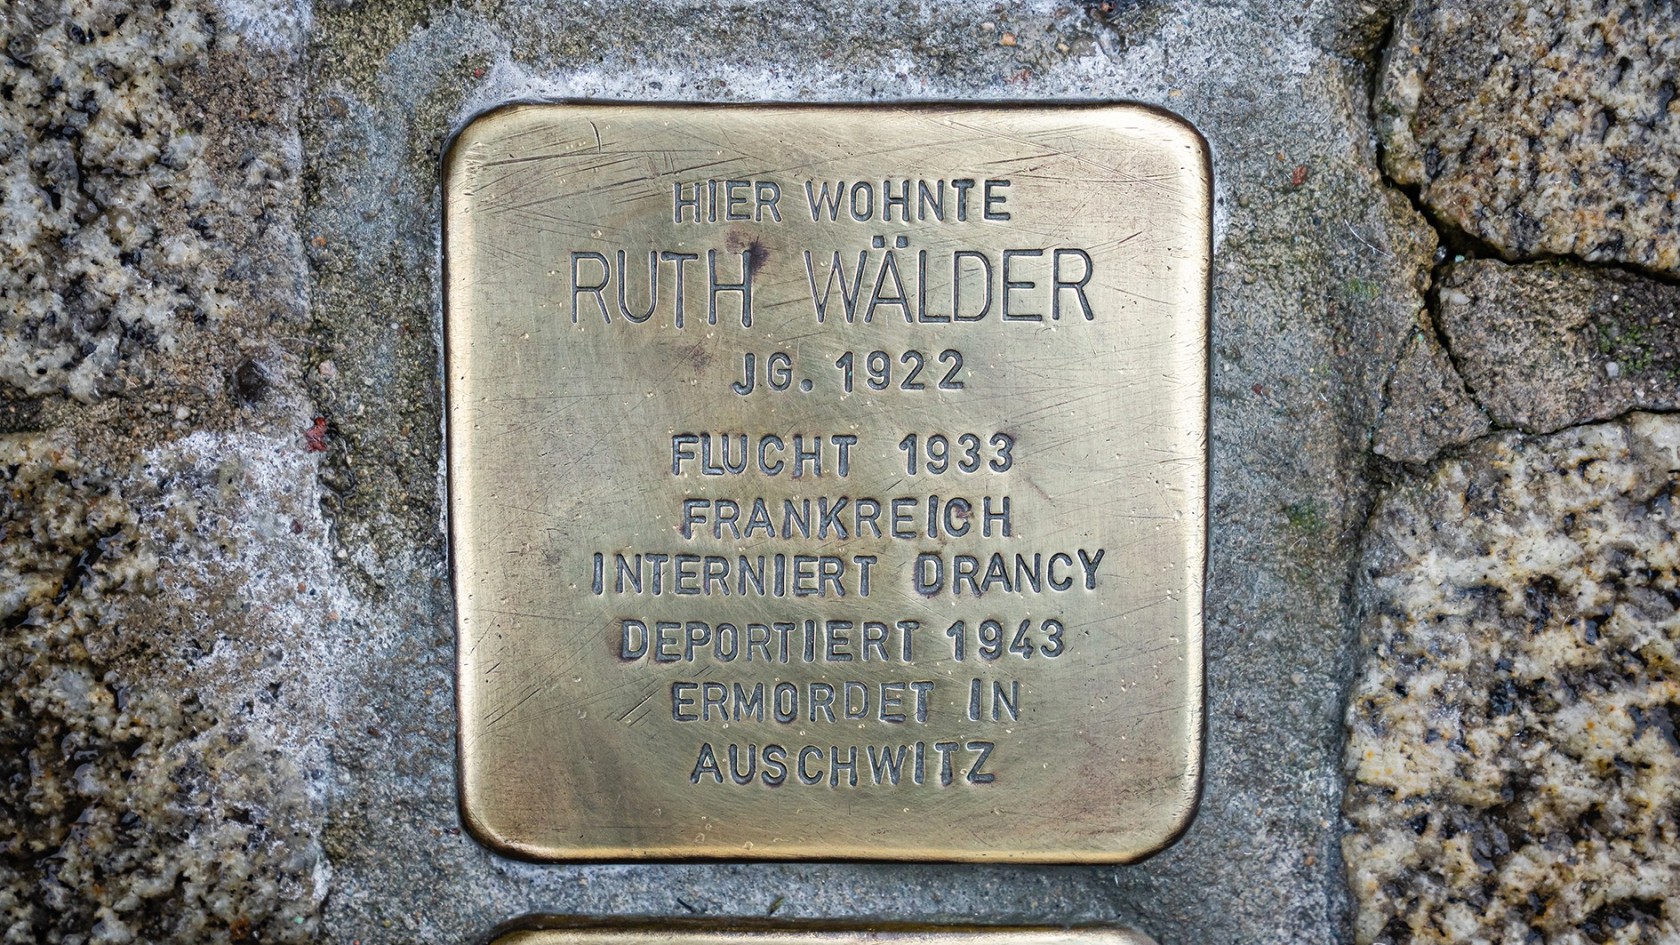 HIER WOHNTE
RUTH WÄLDER
JG. 1922
FLUCHT 1933
FRANKREICH
INTERNIERT DRANCY
DEPORTIERT 1943
ERMORDET IN
AUSCHWITZ